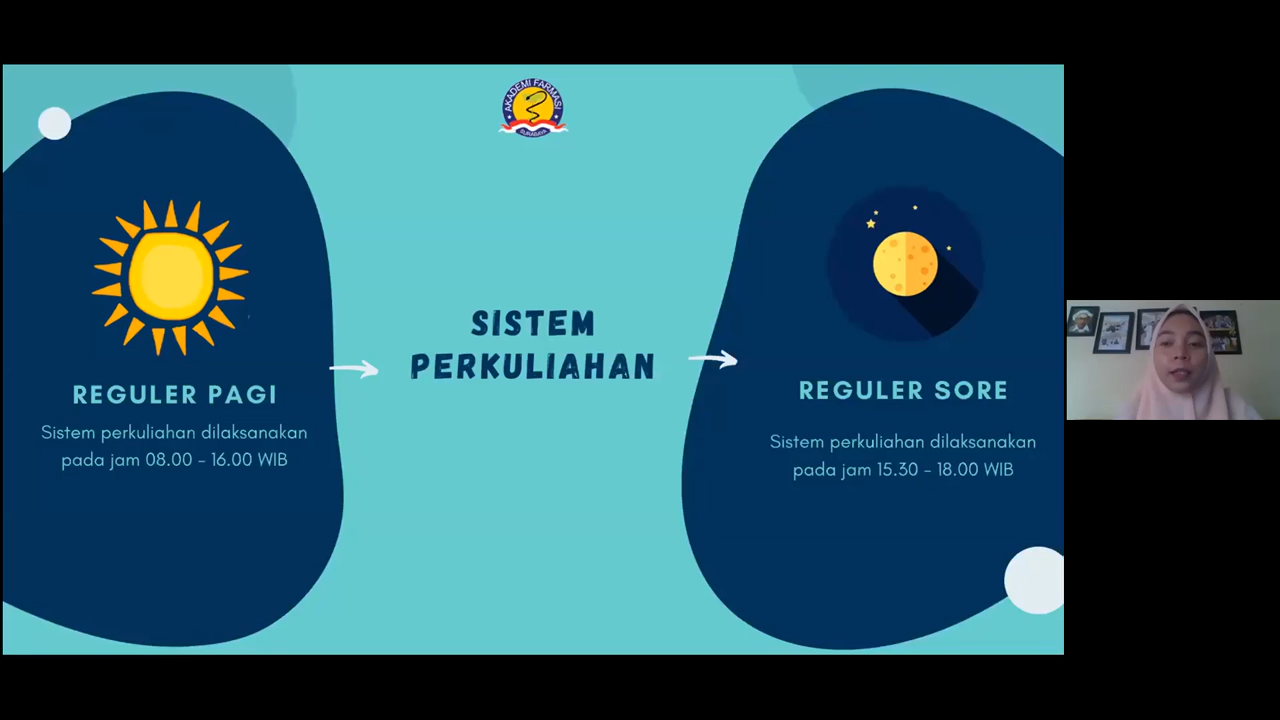 AKADEMI FARMASI
SURABAYA
SISTEM
PERKULIAHAN
REGULER PAGI
Sistem perkuliahan dilaksanakan
pada jam 08.00 - 16.00 WIB
REGULER SORE
Sistem perkuliahan dilaksanakan
pada jam 15.30 - 18.00 WIB